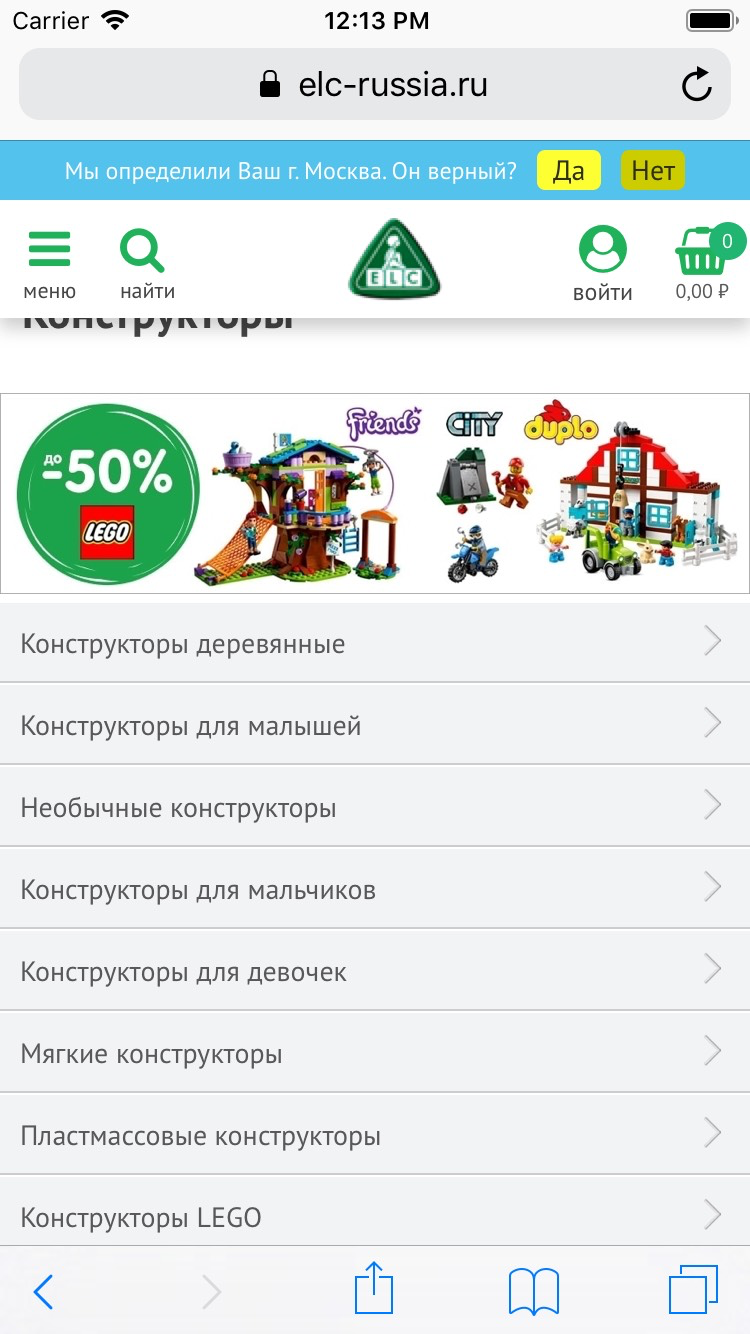 Carrier 12:13 PM
elc-russia.ru
Мы определили Ваш г. Москва. Он верный? Да Нет
меню найти ELC войти 0 0,00 ₽
Конструкторы
до -50% LEGO Friends CITY duplo
Конструкторы деревянные
Конструкторы для малышей
Необычные конструкторы
Конструкторы для мальчиков
Конструкторы для девочек
Мягкие конструкторы
Пластмассовые конструкторы
Конструкторы LEGO